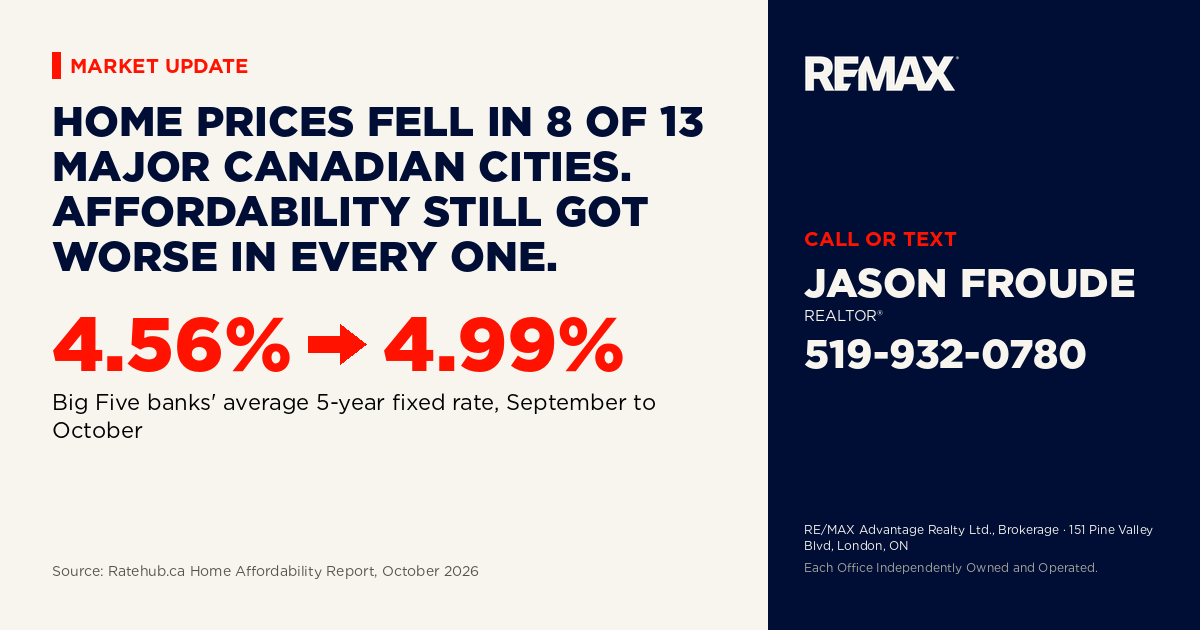 MARKET UPDATE
HOME PRICES FELL IN 8 OF 13
MAJOR CANADIAN CITIES.
AFFORDABILITY STILL GOT
WORSE IN EVERY ONE.
4.56% 4.99%
Big Five banks' average 5-year fixed rate, September to
October
Source: Ratehub.ca Home Affordability Report, October 2026
REMAX
CALL OR TEXT
JASON FROUDE
REALTOR®
519-932-0780
RE/MAX Advantage Realty Ltd., Brokerage · 151 Pine Valley
Blvd, London, ON
Each Office Independently Owned and Operated.